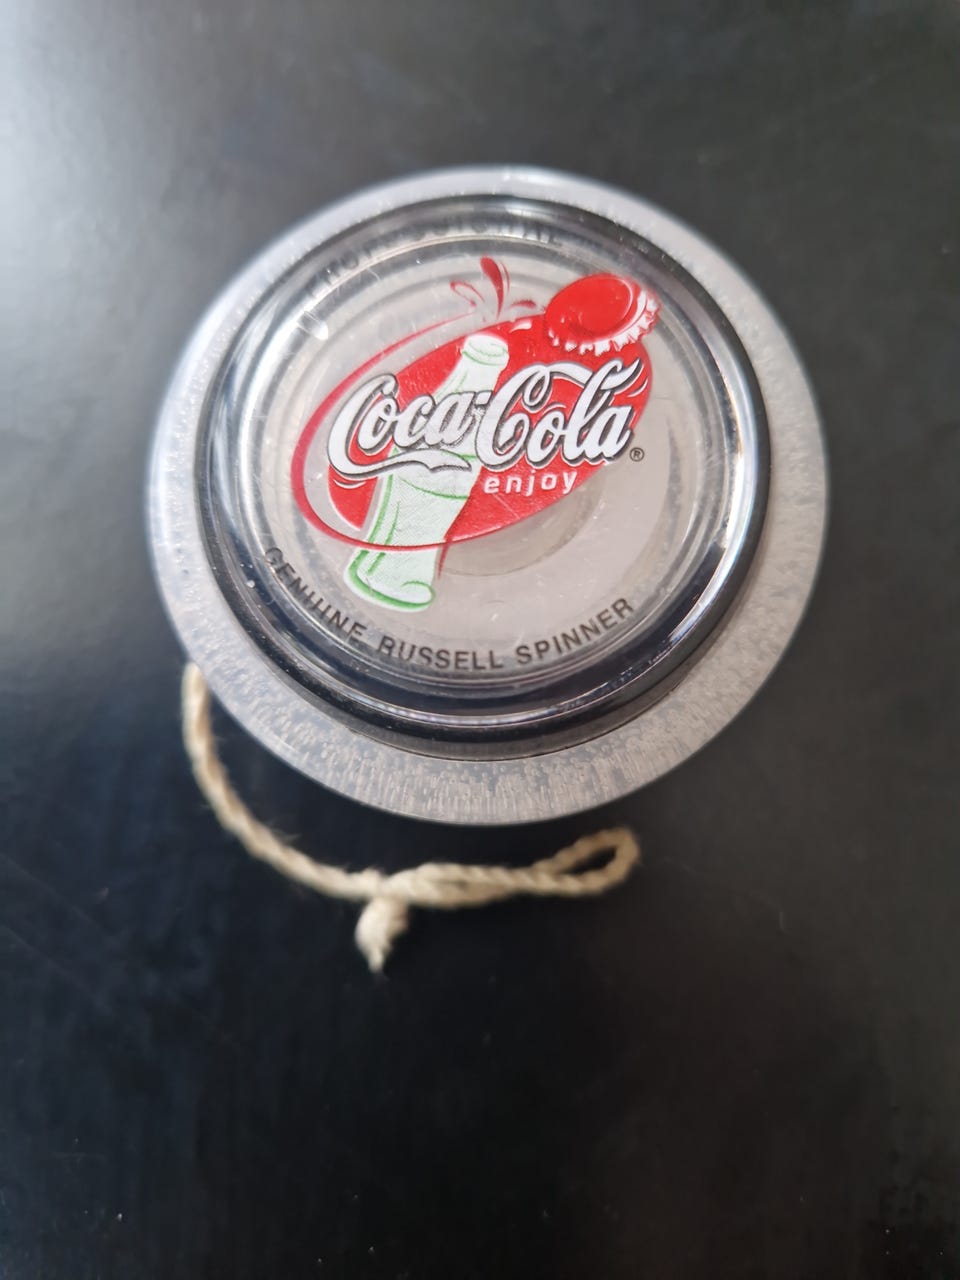 Coca-Cola®
enjoy
GENUINE RUSSELL SPINNER